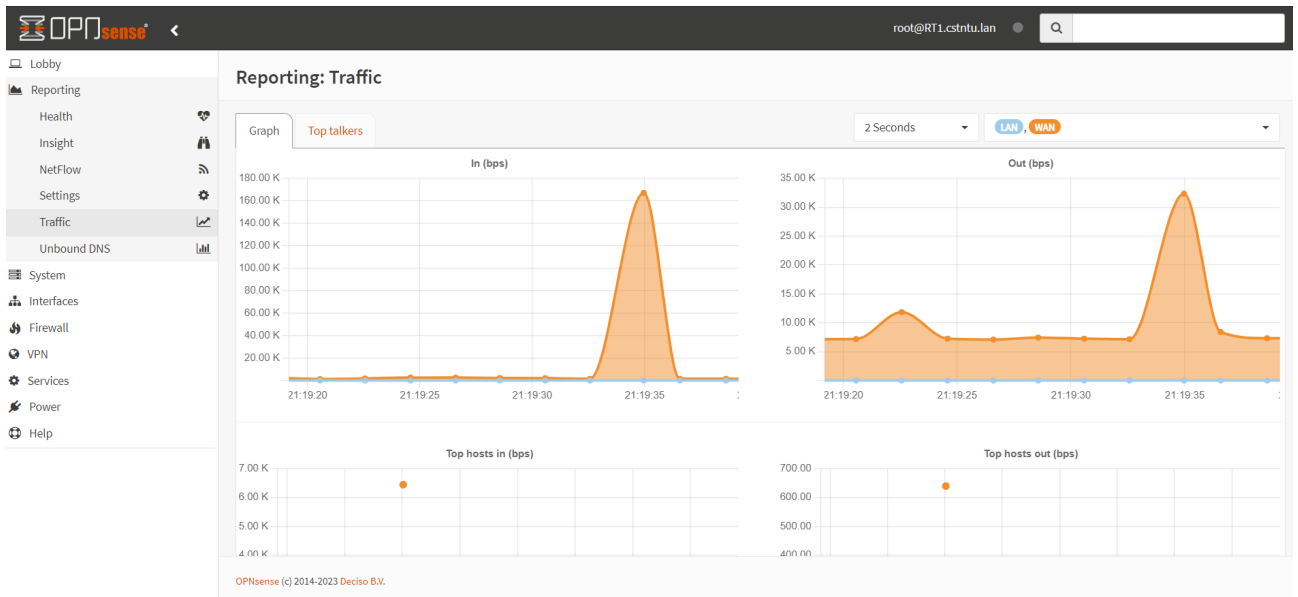 OPNsense
root@RT1.cstntu.lan
Lobby
Reporting
Health
Insight
NetFlow
Settings
Traffic
Unbound DNS
System
Interfaces
Firewall
VPN
Services
Power
Help
Reporting: Traffic
Graph
Top talkers
2 Seconds
LAN , WAN
In (bps)
180.00 K
160.00 K
140.00 K
120.00 K
100.00 K
80.00 K
60.00 K
40.00 K
20.00 K
21:19:20 21:19:25 21:19:30 21:19:35
Out (bps)
35.00 K
30.00 K
25.00 K
20.00 K
15.00 K
10.00 K
5.00 K
21:19:20 21:19:25 21:19:30 21:19:35
Top hosts in (bps)
7.00 K
6.00 K
5.00 K
4.00 K
Top hosts out (bps)
700.00
600.00
500.00
400.00
OPNsense (c) 2014-2023 Deciso B.V.